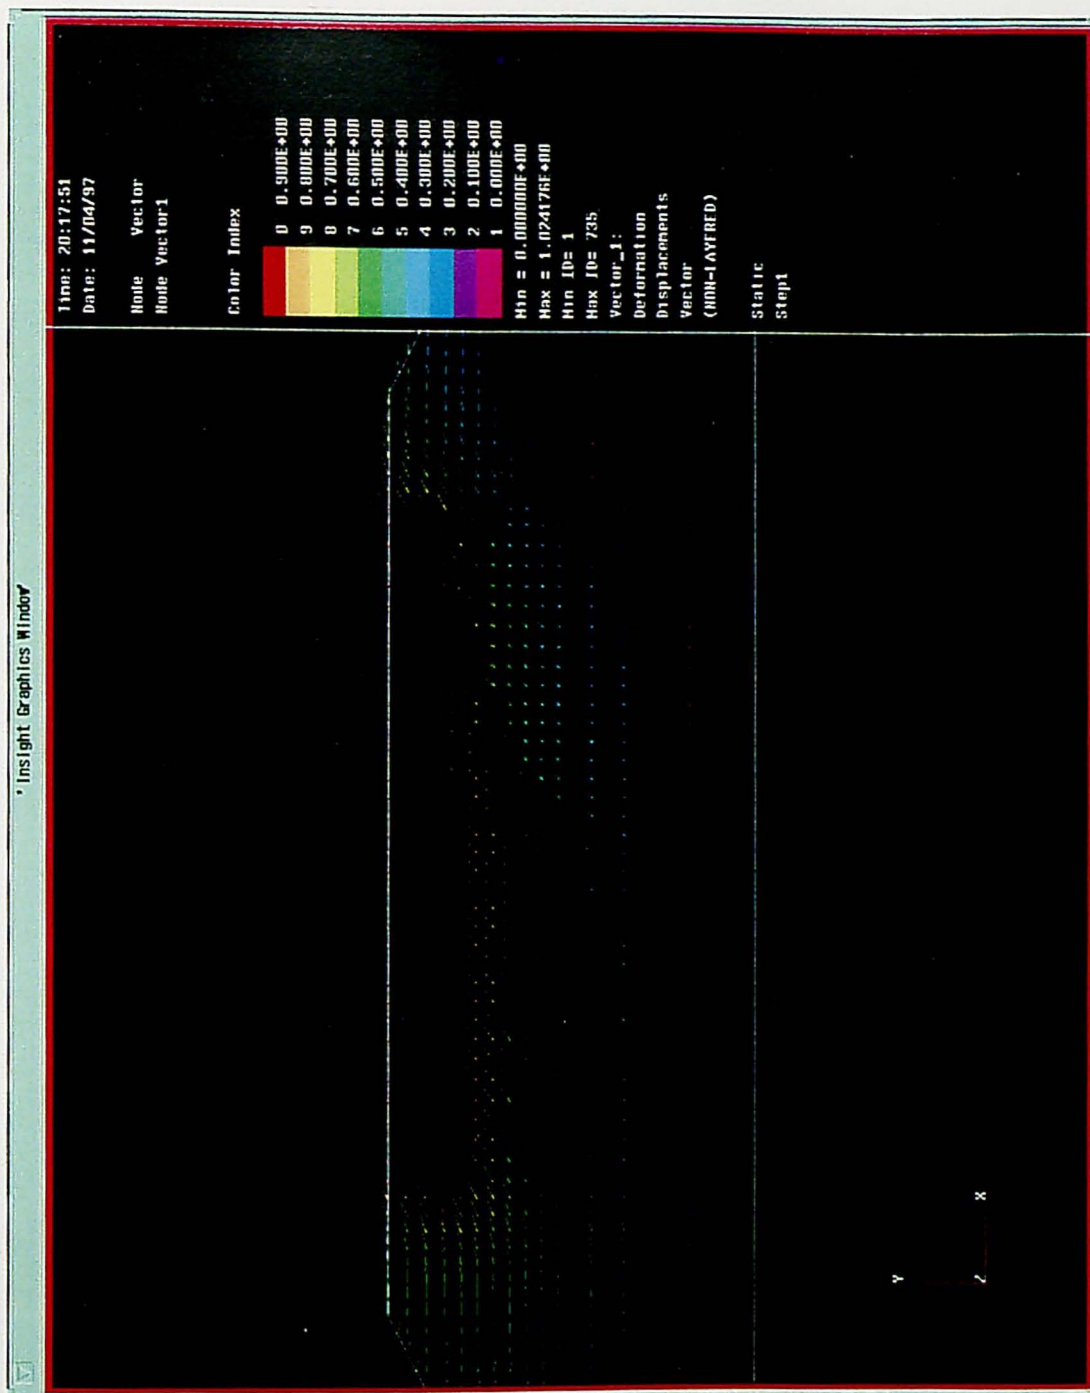 'Insight Graphics Window'
Time: 20:17:51
Date: 11/04/97
Node Vector
Node Vector1
Color Index
0 0.900E+00
9 0.800E+00
8 0.700E+00
7 0.600E+00
6 0.500E+00
5 0.400E+00
4 0.300E+00
3 0.200E+00
2 0.100E+00
1 0.000E+00
Min = 0.000000E+00
Max = 1.024176E+00
Min ID= 1
Max ID= 735
Vector_1:
Deformation
Displacements
Vector
(NON-LAYERED)
Static
Step1
Y
Z X